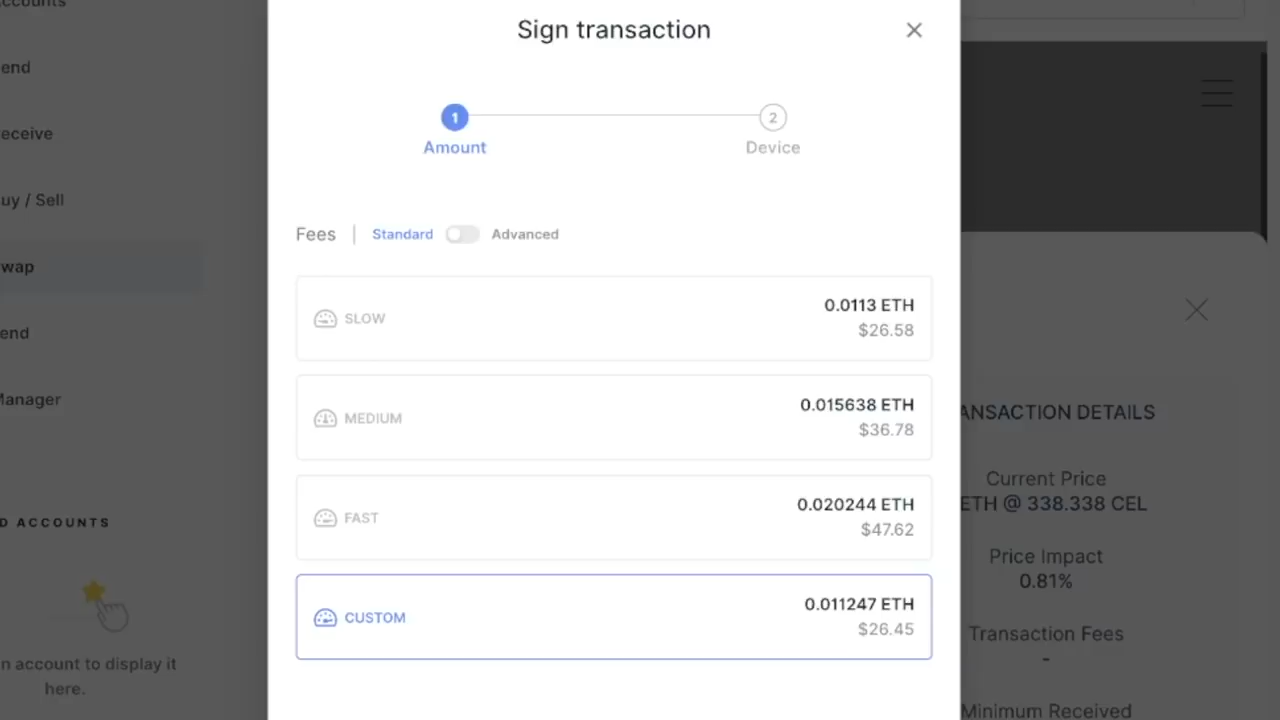 Sign transaction
1
2
Amount
Device
Fees | Standard
Advanced
SLOW
0.0113 ETH
$26.58
MEDIUM
0.015638 ETH
$36.78
FAST
0.020244 ETH
$47.62
CUSTOM
0.011247 ETH
$26.45
ccounts
end
eceive
uy / Sell
wap
end
Manager
D ACCOUNTS
n account to display it
here.
ANSACTION DETAILS
Current Price
ETH @ 338.338 CEL
Price Impact
0.81%
Transaction Fees
-
Minimum Received